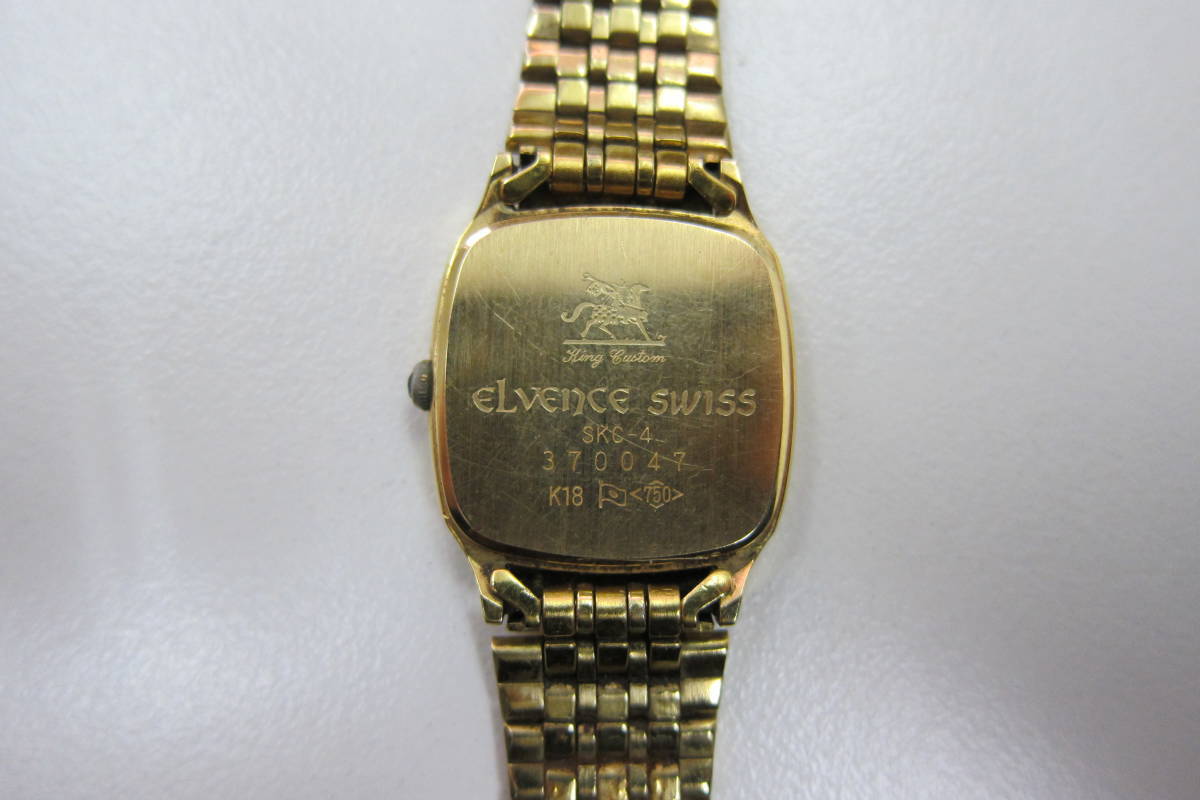 King Custom
ELVENCE SWISS
SKC-4
370047
K18 <750>